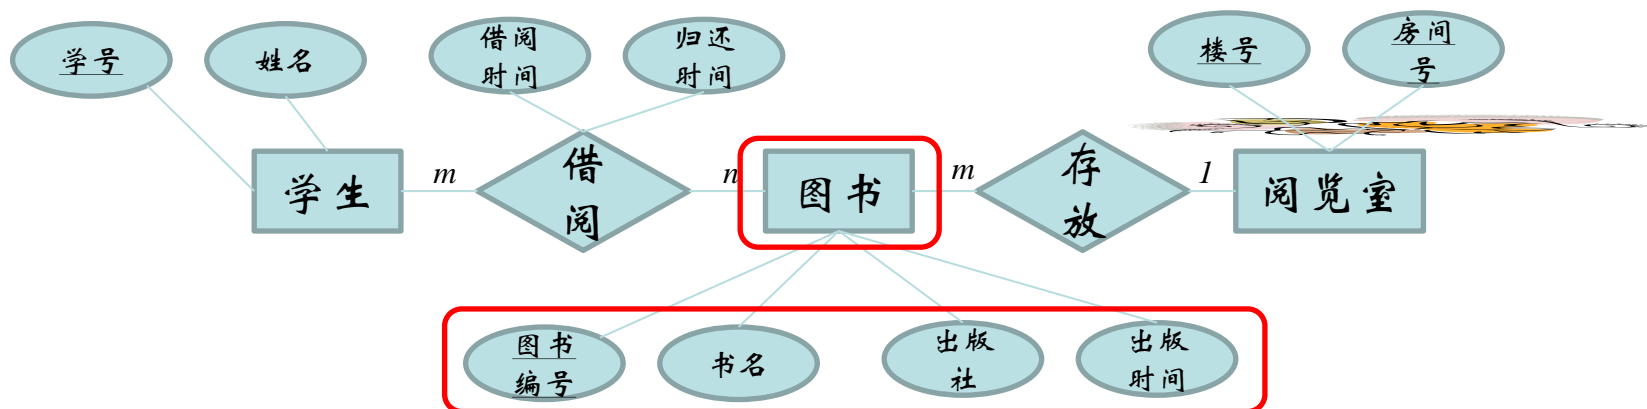 学号
姓名
借阅
时间
归还
时间
楼号
房间
号
学生
m
借
阅
n
图书
m
存
放
1
阅览室
图书
编号
书名
出版
社
出版
时间